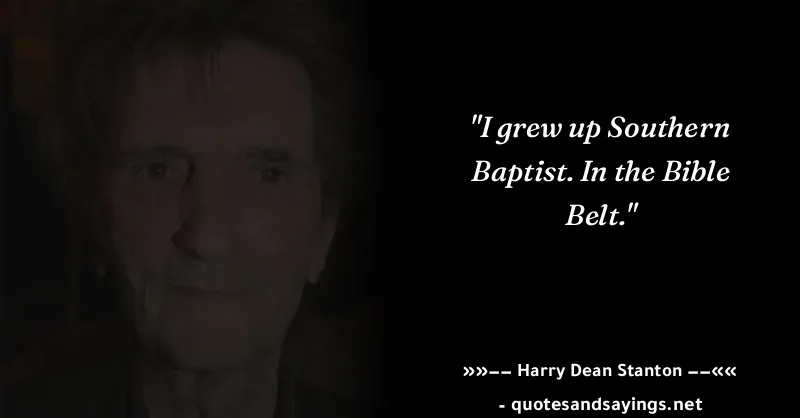 "I grew up Southern
Baptist. In the Bible
Belt."
»»−− Harry Dean Stanton −−««
- quotesandsayings.net